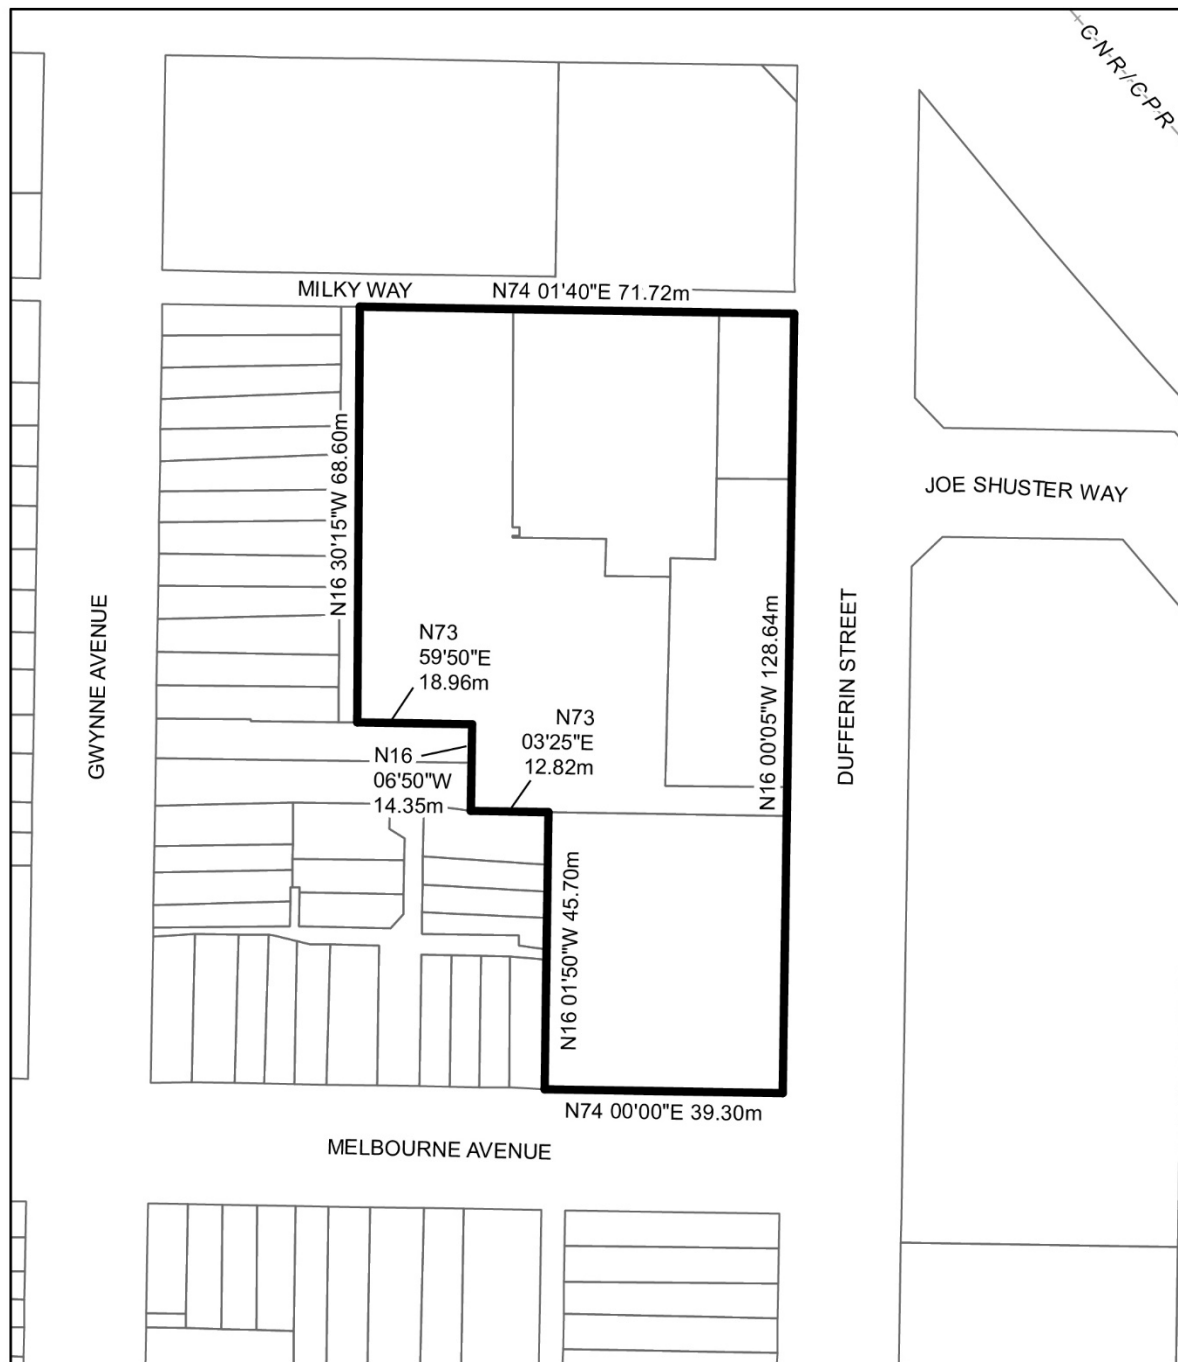 C-N-R-/-C-P-R
MILKY WAY
N74 01'40"E 71.72m
N16 30'15"W 68.60m
JOE SHUSTER WAY
GWYNNE AVENUE
N73
59'50"E
18.96m
N16 00'05"W 128.64m
DUFFERIN STREET
N73
03'25"E
12.82m
N16
06'50"W
14.35m
N16 01'50"W 45.70m
N74 00'00"E 39.30m
MELBOURNE AVENUE